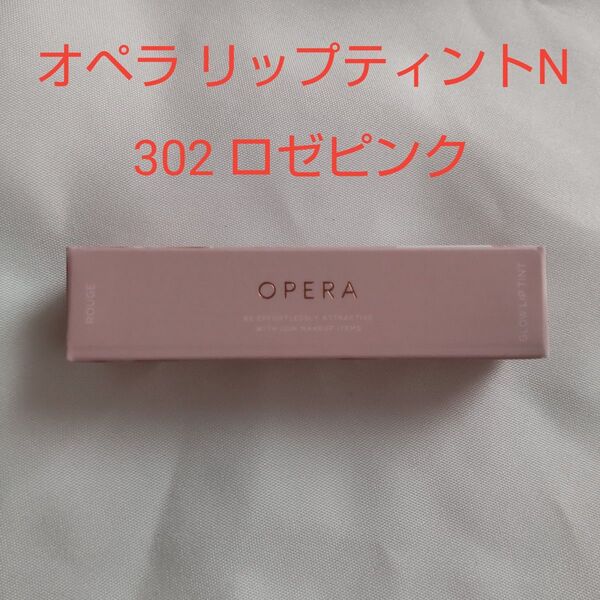 オペラ リップティントN
302 ロゼピンク
ROUGE
OPERA
BE EFFORTLESSLY ATTRACTIVE
WITH OUR MAKEUP ITEMS
GLOW LIP TINT